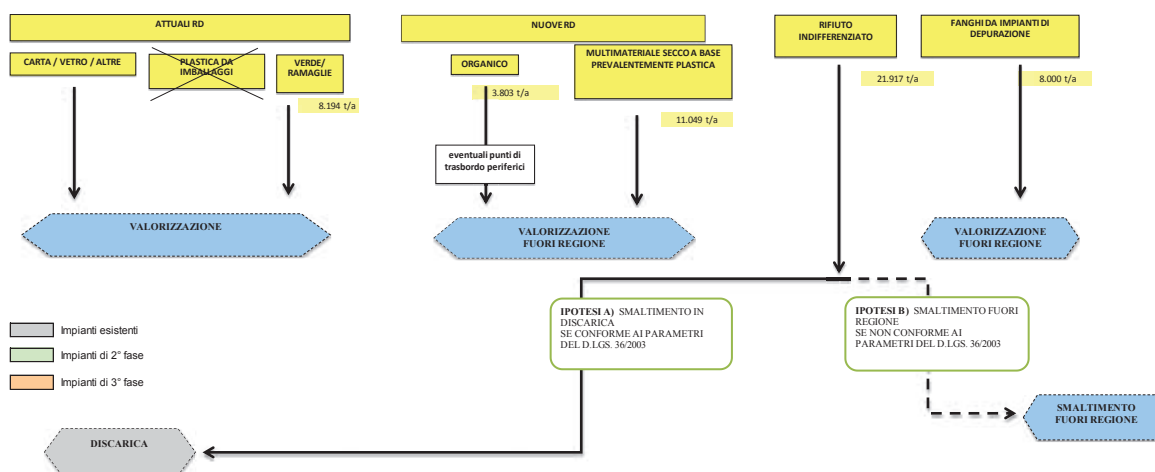 ATTUALI RD
CARTA / VETRO / ALTRE
PLASTICA DA
IMBALLAGGI
VERDE/
RAMAGLIE
8.194 t/a
VALORIZZAZIONE
NUOVE RD
ORGANICO
3.803 t/a
MULTIMATERIALE SECCO A BASE
PREVALENTEMENTE PLASTICA
11.049 t/a
eventuali punti di
trasbordo periferici
VALORIZZAZIONE
FUORI REGIONE
RIFIUTO
INDIFFERENZIATO
21.917 t/a
FANGHI DA IMPIANTI DI
DEPURAZIONE
8.000 t/a
VALORIZZAZIONE
FUORI REGIONE
IPOTESI A) SMALTIMENTO IN
DISCARICA
SE CONFORME AI PARAMETRI
DEL D.LGS. 36/2003
IPOTESI B) SMALTIMENTO FUORI
REGIONE
SE NON CONFORME AI
PARAMETRI DEL D.LGS. 36/2003
Impianti esistenti
Impianti di 2° fase
Impianti di 3° fase
DISCARICA
SMALTIMENTO
FUORI REGIONE